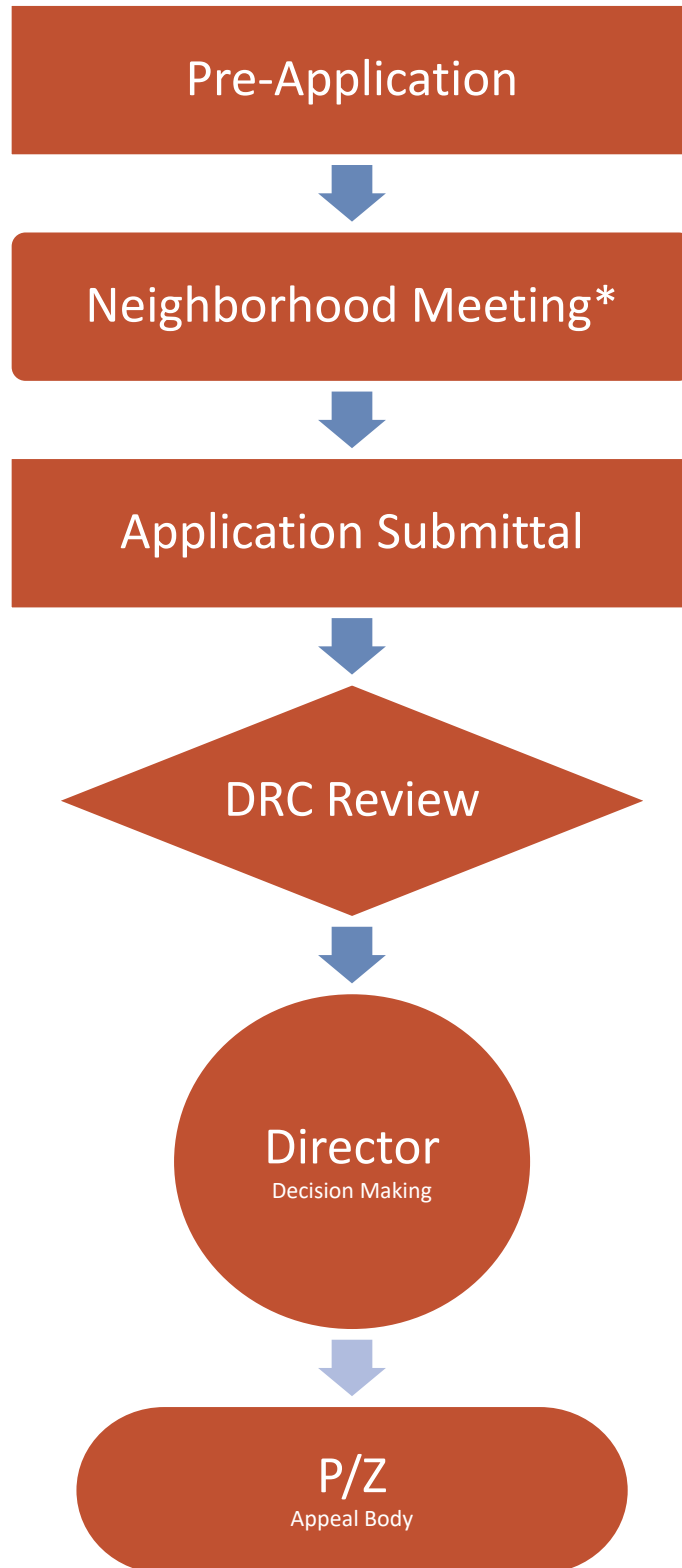 Pre-Application
Neighborhood Meeting*
Application Submittal
DRC Review
Director
Decision Making
P/Z
Appeal Body